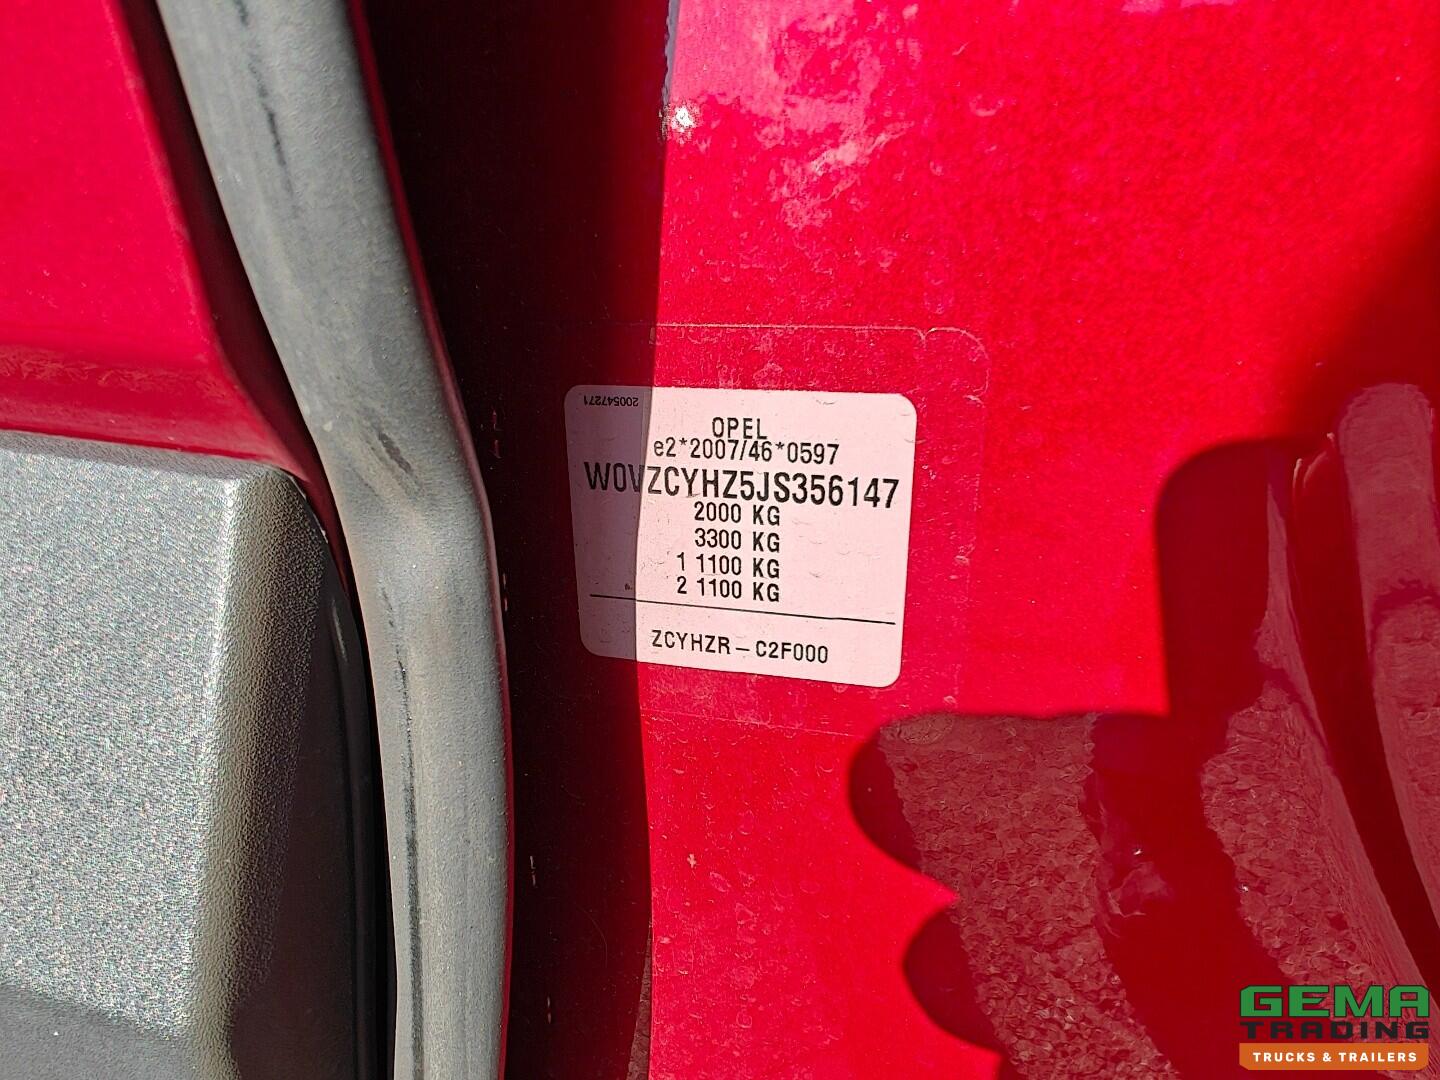 200547271
OPEL
e2*2007/46*0597
W0VZCYHZ5JS356147
2000 KG
3300 KG
1 1100 KG
2 1100 KG
ZCYHZR - C2F000
GEMA
TRADING
TRUCKS & TRAILERS